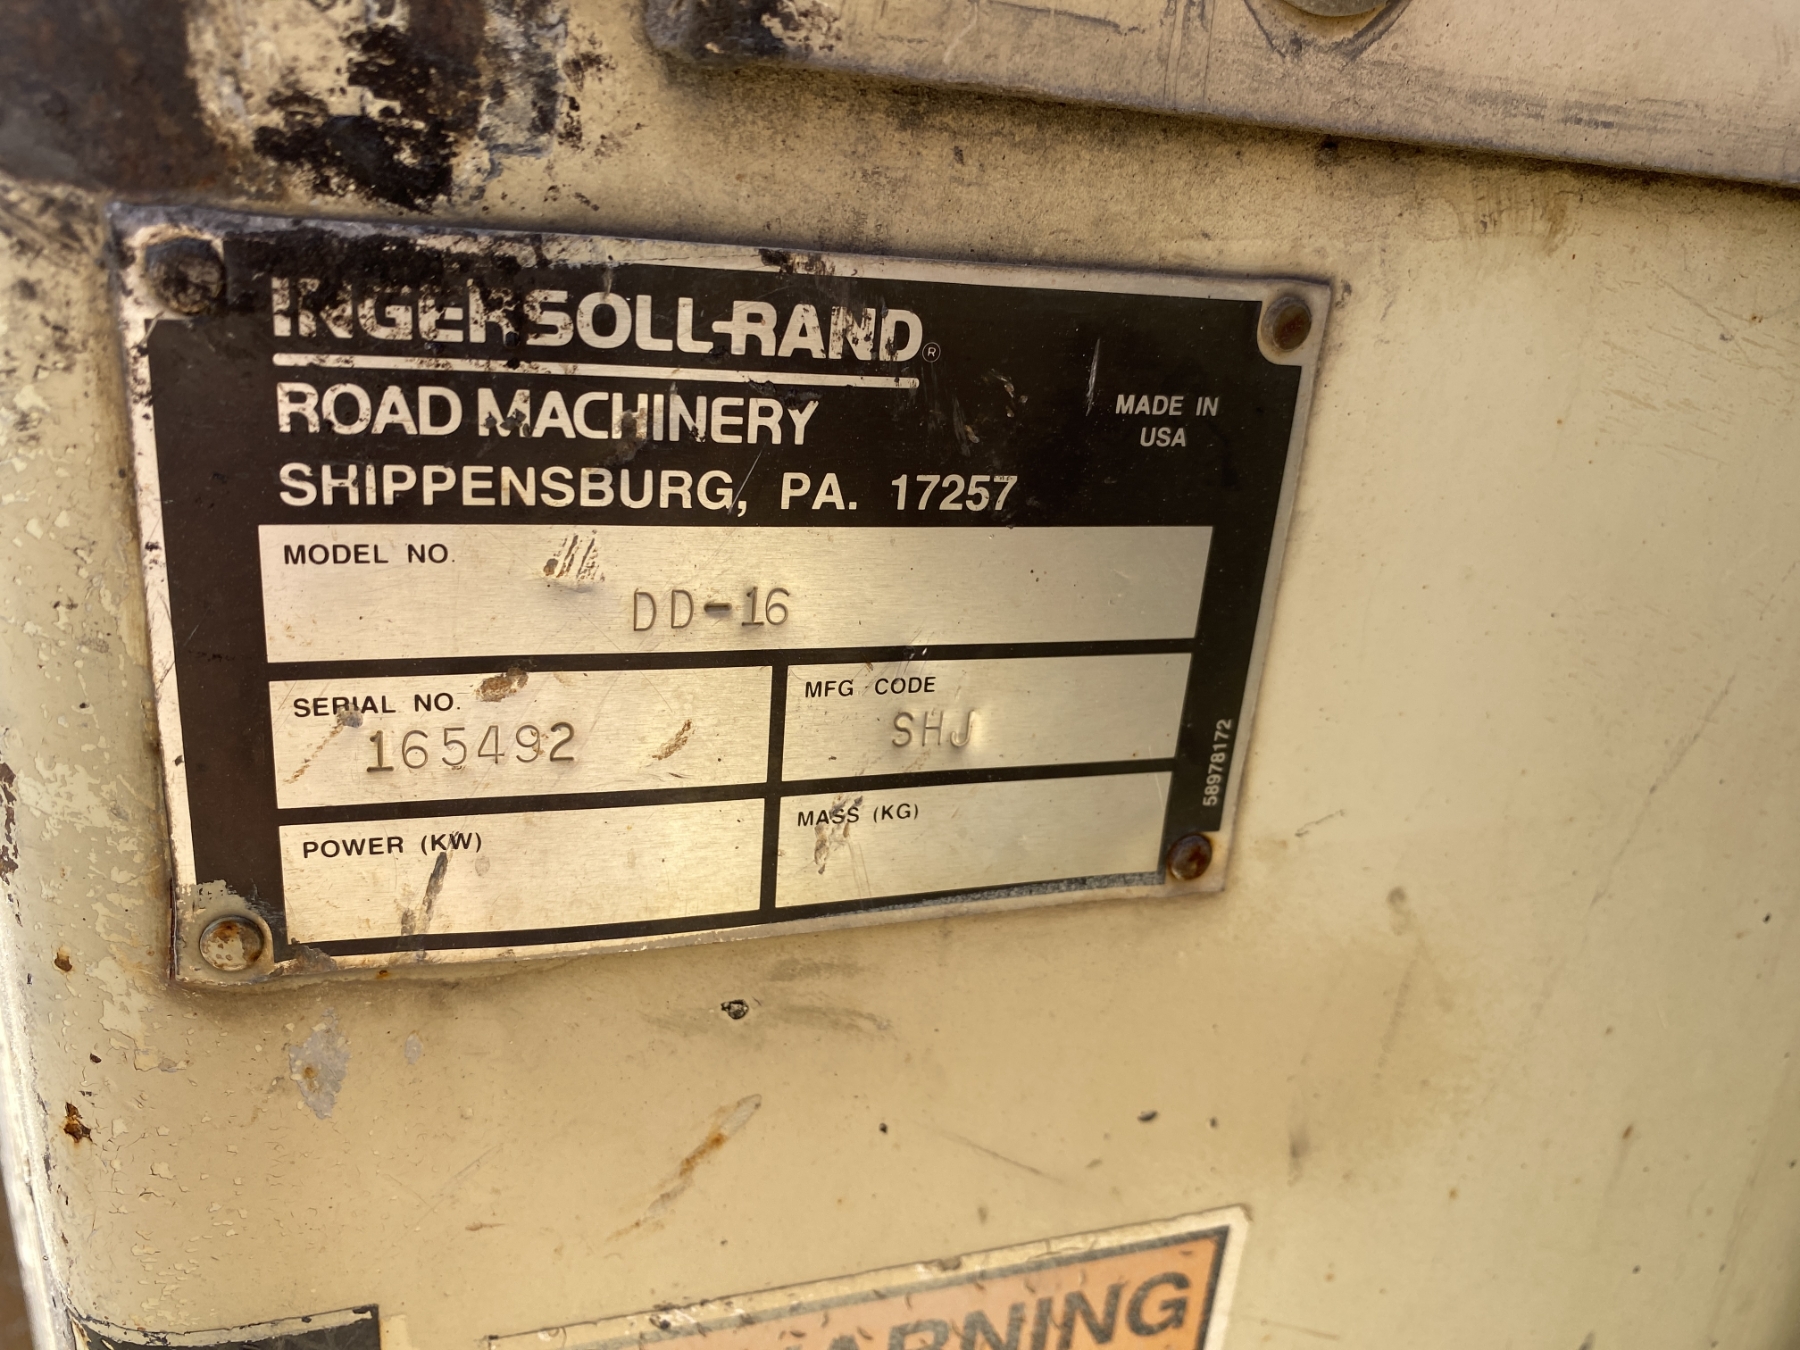 INGERSOLL-RAND®
ROAD MACHINERY
MADE IN
USA
SHIPPENSBURG, PA. 17257
MODEL NO.
DD-16
SERIAL NO.
165492
MFG CODE
SHJ
POWER (KW)
MASS (KG)
58978172
WARNING